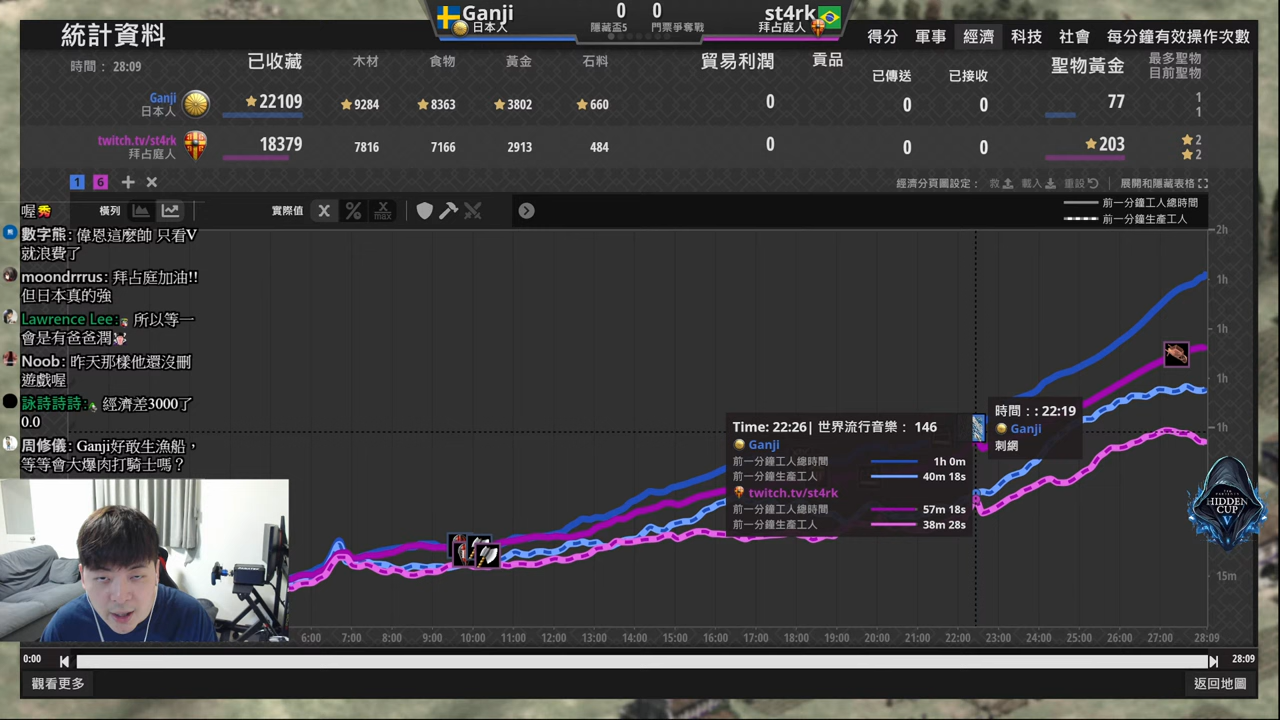 Ganji
日本人
0
0
隱藏盃5
門票爭奪戰
st4rk
拜占庭人
統計資料
得分
軍事
經濟
科技
社會
每分鐘有效操作次數
時間： 28:09
已收藏
木材
食物
黃金
石料
貿易利潤
貢品
已傳送
已接收
聖物黃金
最多聖物
目前聖物
Ganji
日本人
22109
9284
8363
3802
660
0
0
0
77
1
1
twitch.tv/st4rk
拜占庭人
18379
7816
7166
2913
484
0
0
0
203
2
2
1
6
經濟分頁圖設定：
載入
重設
展開和隱藏表格
橫列
實際值
X
%
X
max
前一分鐘工人總時間
前一分鐘生產工人
喔秀
數字熊: 偉恩這麼帥 只看V
就浪費了
moondrrrus: 拜占庭加油!!
但日本真的強
Lawrence Lee: 所以等一
會是有爸爸潤
Noob: 昨天那樣他還沒刪
遊戲喔
詠詩詩詩: 經濟差3000了
0.0
周修儀: Ganji好敢生漁船，
等等會大爆肉打騎士嗎？
2h
1h
1h
1h
1h
15m
Time: 22:26| 世界流行音樂： 146
Ganji
前一分鐘工人總時間
1h 0m
前一分鐘生產工人
40m 18s
twitch.tv/st4rk
前一分鐘工人總時間
57m 18s
前一分鐘生產工人
38m 28s
時間：: 22:19
Ganji
刺網
HIDDEN
CUP
V
6:00
7:00
8:00
9:00
10:00
11:00
12:00
13:00
14:00
15:00
16:00
17:00
18:00
19:00
20:00
21:00
22:00
23:00
24:00
25:00
26:00
27:00
28:09
0:00
28:09
觀看更多
返回地圖